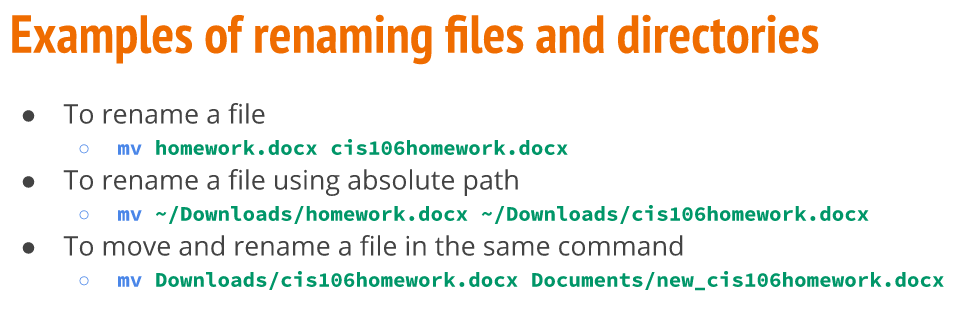 Examples of renaming files and directories
● To rename a file
○ mv homework.docx cis106homework.docx
● To rename a file using absolute path
○ mv ~/Downloads/homework.docx ~/Downloads/cis106homework.docx
● To move and rename a file in the same command
○ mv Downloads/cis106homework.docx Documents/new_cis106homework.docx